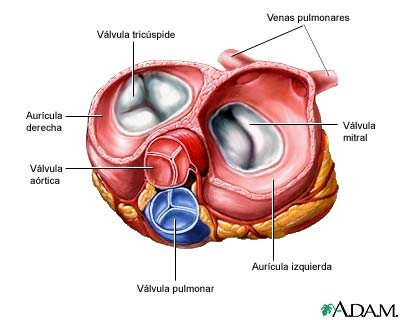 Venas pulmonares
Válvula tricúspide
Aurícula
derecha
Válvula
mitral
Válvula
aórtica
Aurícula izquierda
Válvula pulmonar
A.D.A.M.